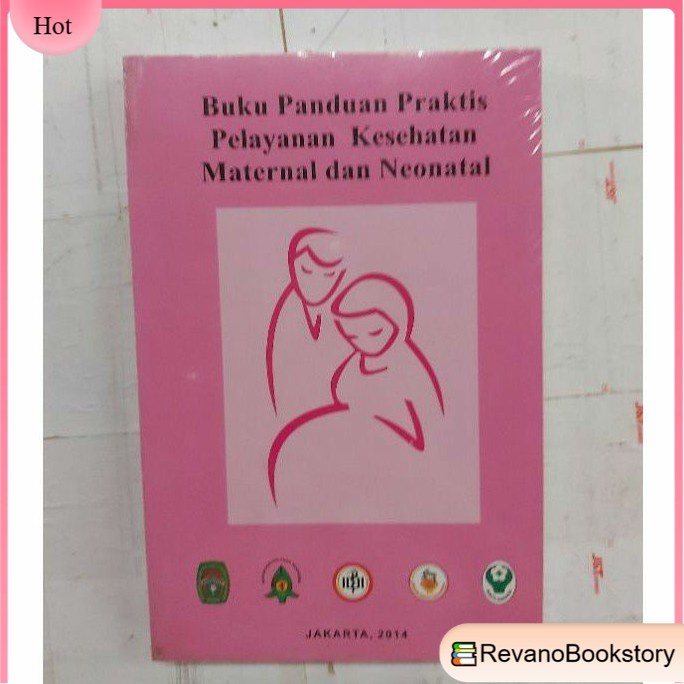 Hot
Buku Panduan Praktis
Pelayanan Kesehatan
Maternal dan Neonatal
JAKARTA, 2014
RevanoBookstory